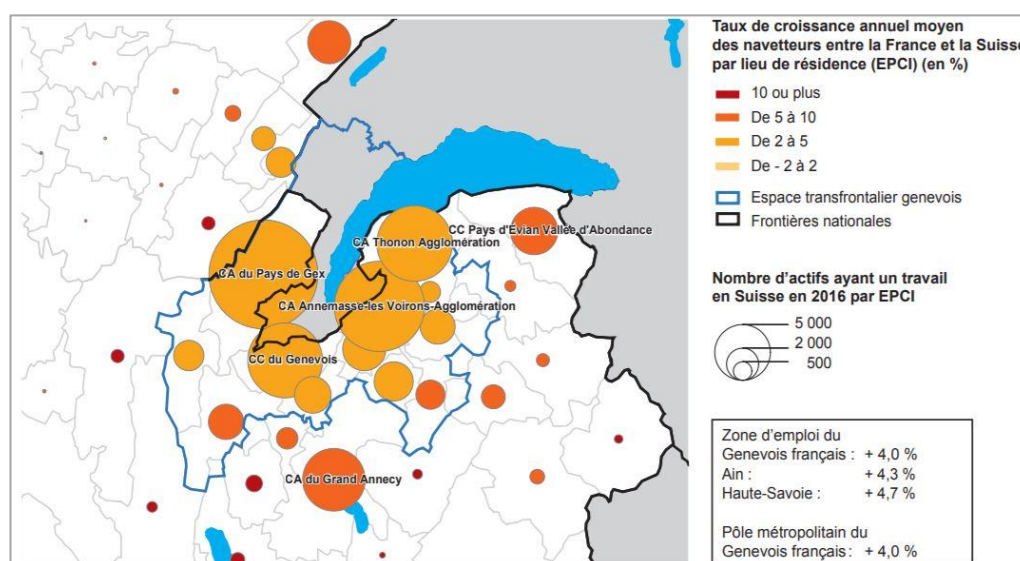 Taux de croissance annuel moyen
des navetteurs entre la France et la Suisse
par lieu de résidence (EPCI) (en %)
10 ou plus
De 5 à 10
De 2 à 5
De - 2 à 2
Espace transfrontalier genevois
Frontières nationales
Nombre d'actifs ayant un travail
en Suisse en 2016 par EPCI
5 000
2 000
500
Zone d'emploi du
Genevois français : + 4,0 %
Ain : + 4,3 %
Haute-Savoie : + 4,7 %
Pôle métropolitain du
Genevois français : + 4,0 %
CC Pays d'Évian Vallée d'Abondance
CA Thonon Agglomération
CA du Pays de Gex
CA Annemasse-les Voirons-Agglomération
CC du Genevois
CA du Grand Annecy